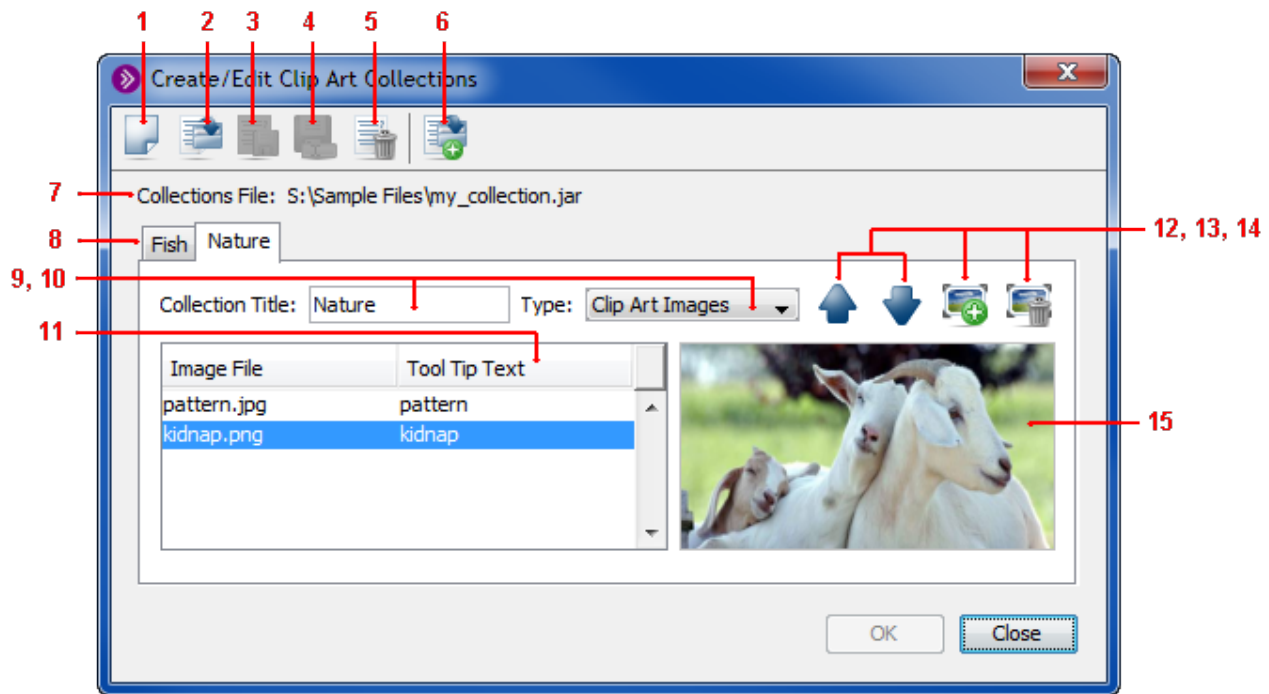 1 2 3 4 5 6
Create/Edit Clip Art Collections
7 Collections File: S:\Sample Files\my_collection.jar
8 Fish Nature 12, 13, 14
9, 10
Collection Title: Nature Type: Clip Art Images
11
Image File Tool Tip Text
pattern.jpg pattern
kidnap.png kidnap
15
OK Close